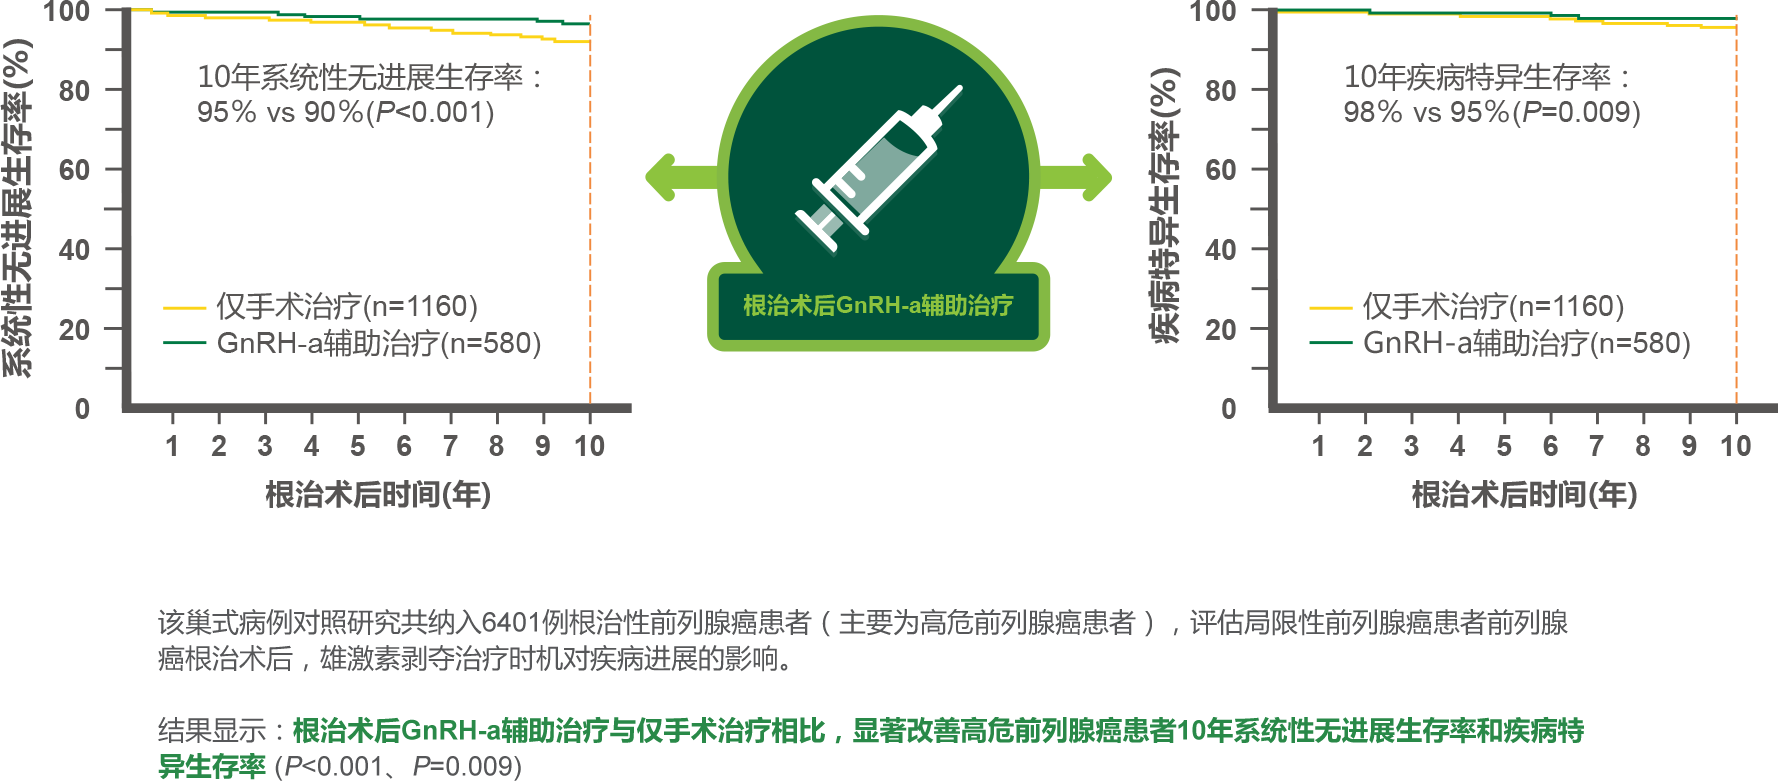 系统性无进展生存率(%)
100
80
60
40
20
0
10年系统性无进展生存率：
95% vs 90%(P<0.001)
仅手术治疗(n=1160)
GnRH-a辅助治疗(n=580)
1 2 3 4 5 6 7 8 9 10
根治术后时间(年)
根治术后GnRH-a辅助治疗
疾病特异生存率(%)
100
80
60
40
20
0
10年疾病特异生存率：
98% vs 95%(P=0.009)
仅手术治疗(n=1160)
GnRH-a辅助治疗(n=580)
1 2 3 4 5 6 7 8 9 10
根治术后时间(年)
该巢式病例对照研究共纳入6401例根治性前列腺癌患者（主要为高危前列腺癌患者），评估局限性前列腺癌患者前列腺
癌根治术后，雄激素剥夺治疗时机对疾病进展的影响。
结果显示：根治术后GnRH-a辅助治疗与仅手术治疗相比，显著改善高危前列腺癌患者10年系统性无进展生存率和疾病特
异生存率 (P<0.001、P=0.009)